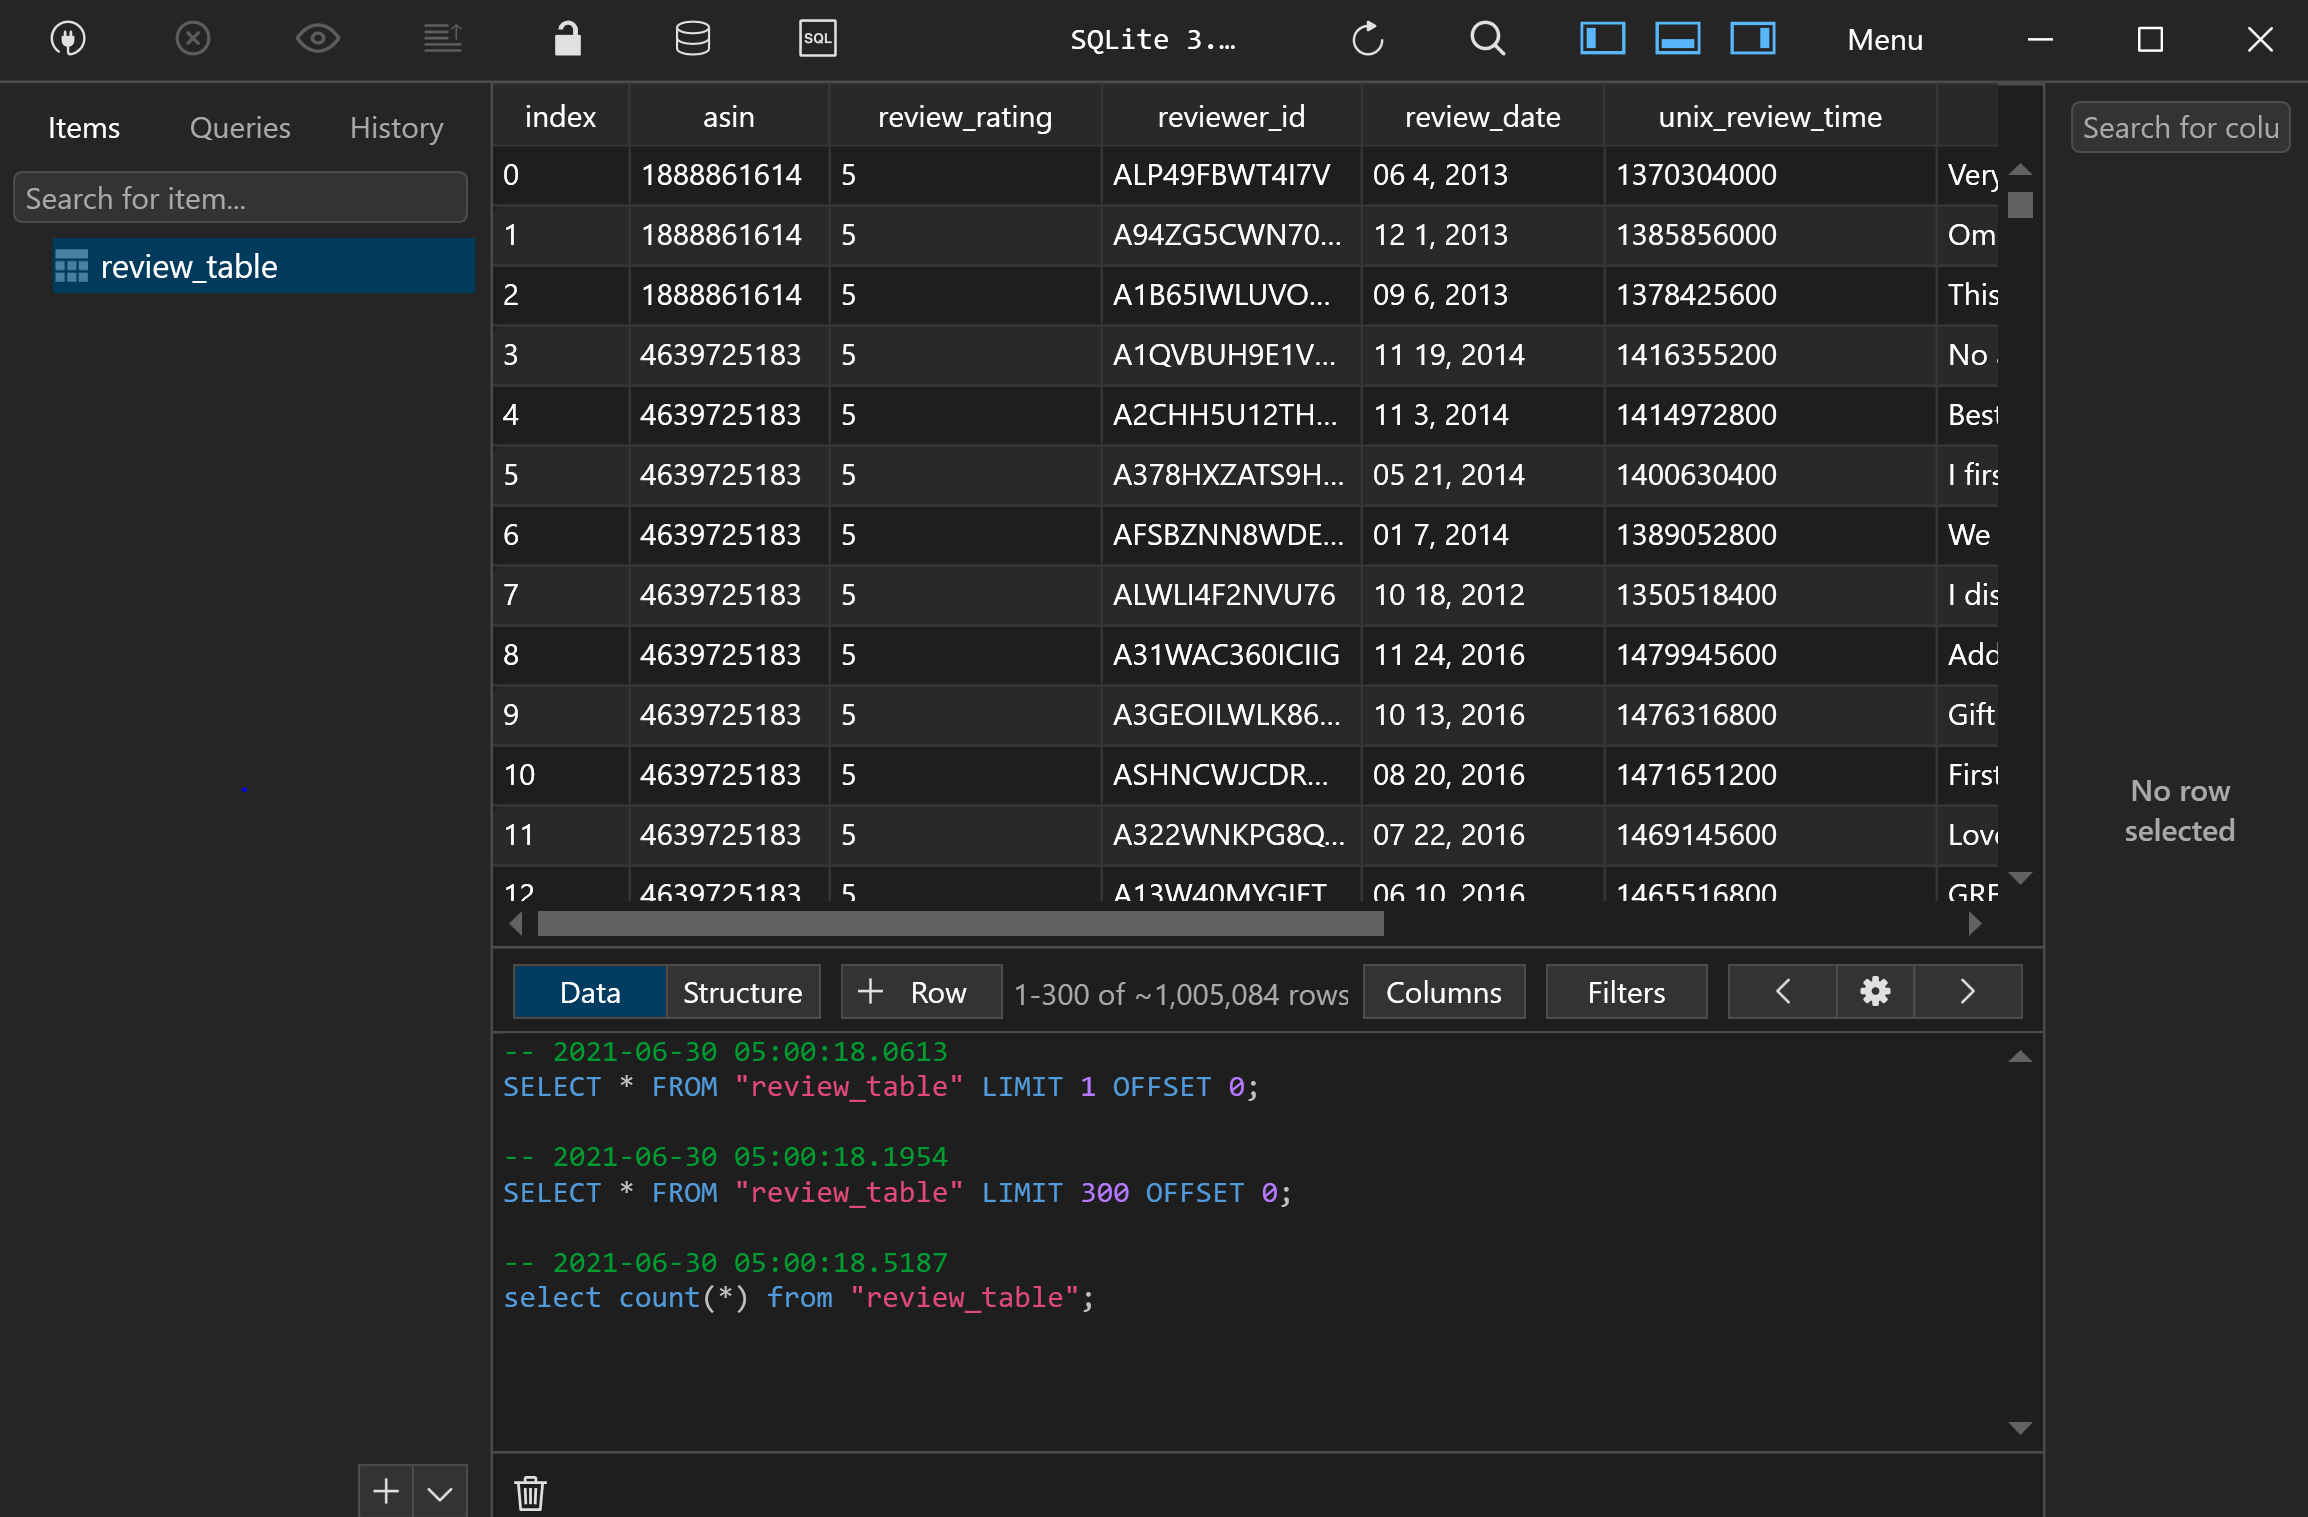 SQL SQLite 3.… Menu
Items Queries History
Search for item...
review_table
index asin review_rating reviewer_id review_date unix_review_time
0 1888861614 5 ALP49FBWT4I7V 06 4, 2013 1370304000 Very
1 1888861614 5 A94ZG5CWN70... 12 1, 2013 1385856000 Om
2 1888861614 5 A1B65IWLUVO... 09 6, 2013 1378425600 This
3 4639725183 5 A1QVBUH9E1V... 11 19, 2014 1416355200 No
4 4639725183 5 A2CHH5U12TH... 11 3, 2014 1414972800 Best
5 4639725183 5 A378HXZATS9H... 05 21, 2014 1400630400 I firs
6 4639725183 5 AFSBZNN8WDE... 01 7, 2014 1389052800 We
7 4639725183 5 ALWLI4F2NVU76 10 18, 2012 1350518400 I dis
8 4639725183 5 A31WAC360ICIIG 11 24, 2016 1479945600 Add
9 4639725183 5 A3GEOILWLK86... 10 13, 2016 1476316800 Gift
10 4639725183 5 ASHNCWJCDR... 08 20, 2016 1471651200 First
11 4639725183 5 A322WNKPG8Q... 07 22, 2016 1469145600 Love
12 4639725183 5 A13W40MYGIET 06 10, 2016 1465516800 GRE
Data Structure + Row 1-300 of ~1,005,084 rows Columns Filters
-- 2021-06-30 05:00:18.0613
SELECT * FROM "review_table" LIMIT 1 OFFSET 0;
-- 2021-06-30 05:00:18.1954
SELECT * FROM "review_table" LIMIT 300 OFFSET 0;
-- 2021-06-30 05:00:18.5187
select count(*) from "review_table";
Search for colu
No row
selected